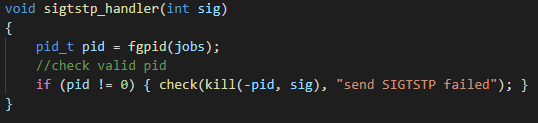 void sigtstp_handler(int sig)
{
    pid_t pid = fgpid(jobs);
    //check valid pid
    if (pid != 0) { check(kill(-pid, sig), "send SIGTSTP failed"); }
}